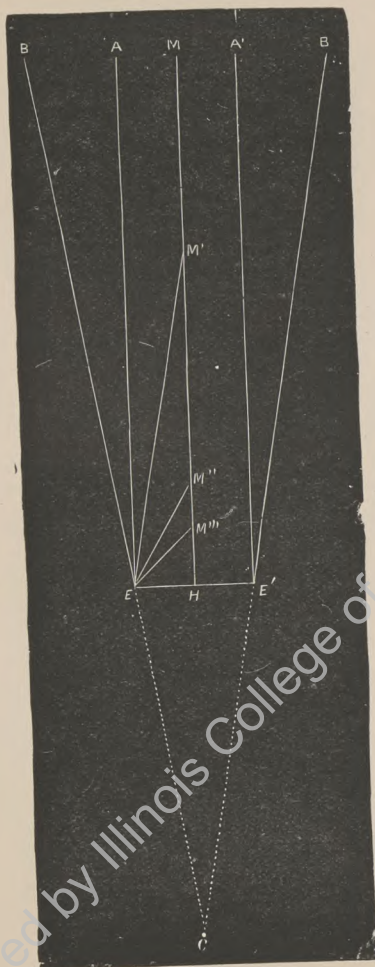 B A M A' B
M'
M''
M'''
E H E'
C
ed by Illinois College of